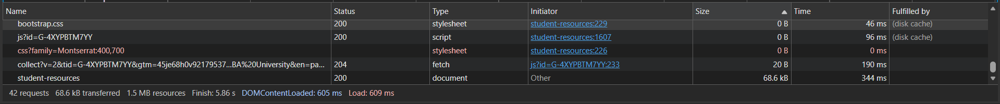 Name Status Type Initiator Size Time Fulfilled by
bootstrap.css 200 stylesheet student-resources:229 0 B 46 ms (disk cache)
js?id=G-4XYPBTM7YY 200 script student-resources:1607 0 B 96 ms (disk cache)
css?family=Montserrat:400,700 stylesheet student-resources:226 0 B 0 ms
collect?v=2&tid=G-4XYPBTM7YY&gtm=45je68h0v92179537...BA%20University&en=pa... 204 fetch js?id=G-4XYPBTM7YY:233 20 B 190 ms
student-resources 200 document Other 68.6 kB 344 ms
42 requests 68.6 kB transferred 1.5 MB resources Finish: 5.86 s DOMContentLoaded: 605 ms Load: 609 ms